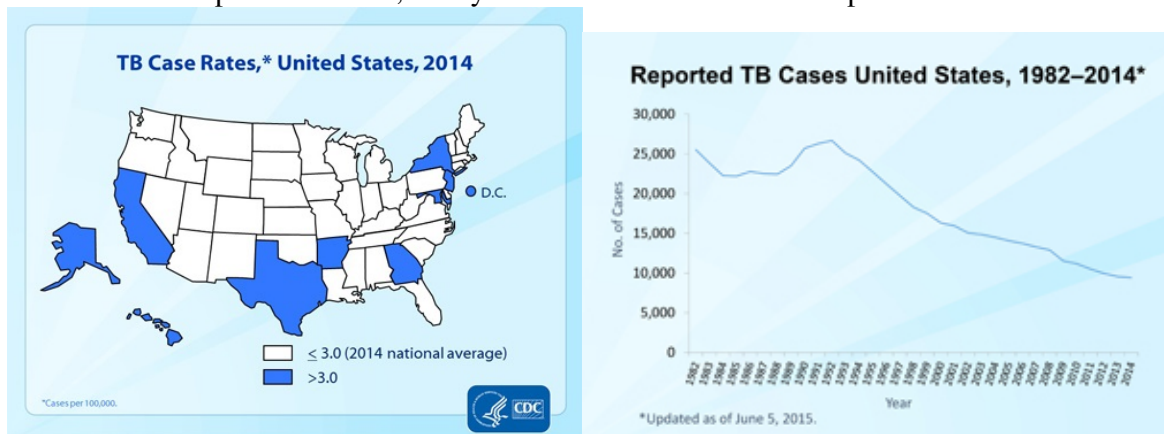 TB Case Rates,* United States, 2014
D.C.
≤ 3.0 (2014 national average)
>3.0
*Cases per 100,000.
CDC
Reported TB Cases United States, 1982–2014*
30,000
25,000
20,000
15,000
10,000
5,000
0
No. of Cases
1982 1983 1984 1985 1986 1987 1988 1989 1990 1991 1992 1993 1994 1995 1996 1997 1998 1999 2000 2001 2002 2003 2004 2005 2006 2007 2008 2009 2010 2011 2012 2013 2014
Year
*Updated as of June 5, 2015.